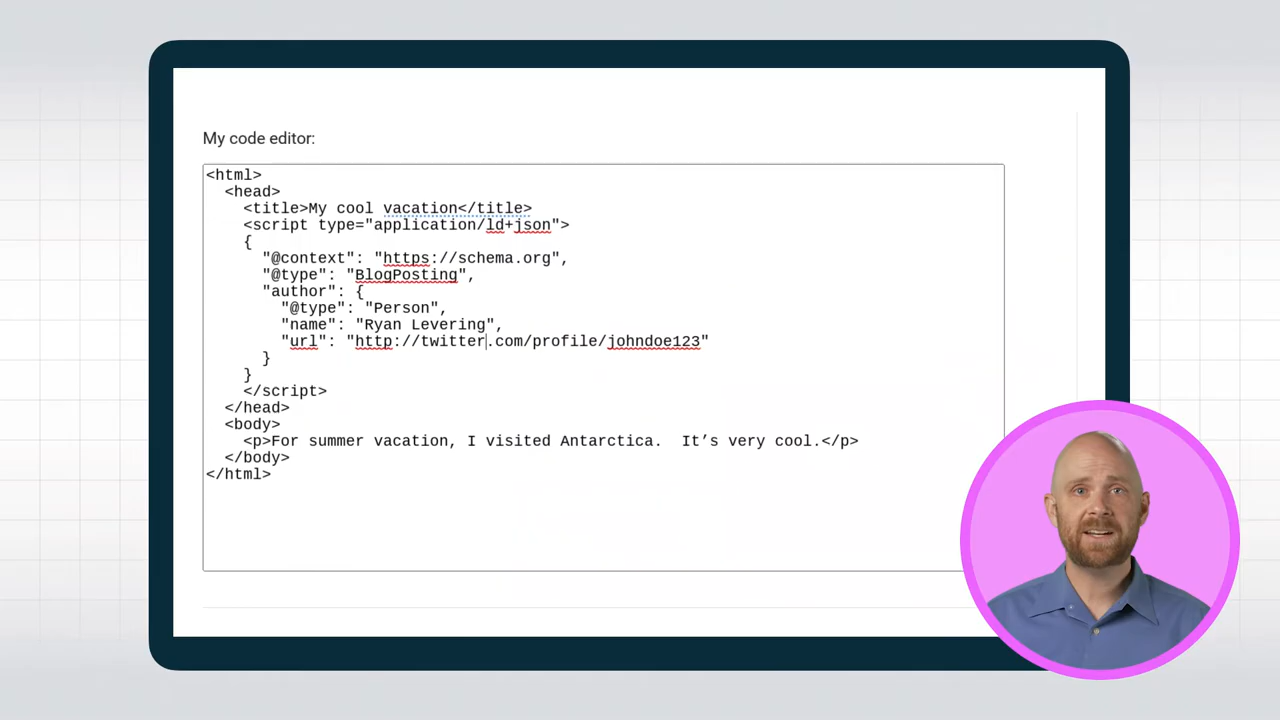 My code editor:
<html>
<head>
<title>My cool vacation</title>
<script type="application/ld+json">
{
"@context": "https://schema.org",
"@type": "BlogPosting",
"author": {
"@type": "Person",
"name": "Ryan Levering",
"url": "http://twitter.com/profile/johndoe123"
}
}
</script>
</head>
<body>
<p>For summer vacation, I visited Antarctica.  It’s very cool.</p>
</body>
</html>